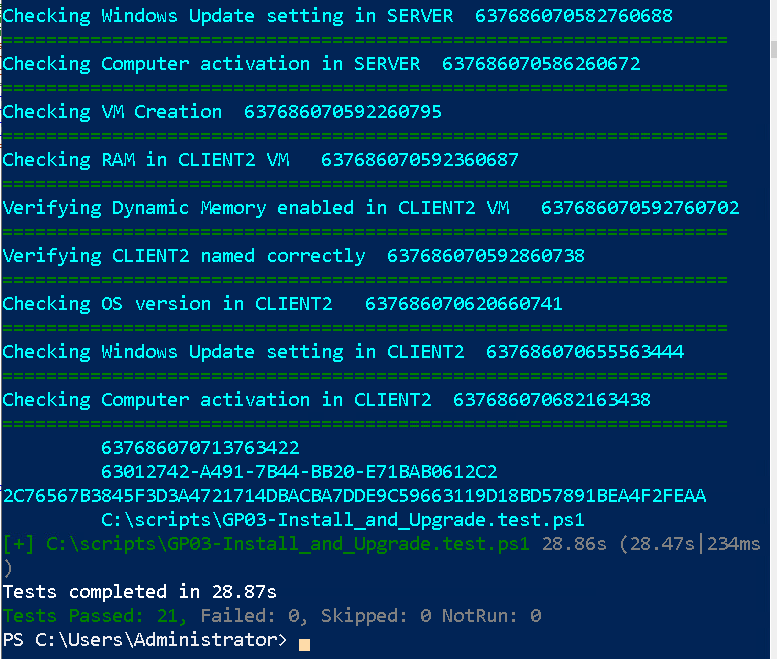 Checking Windows Update setting in SERVER  637686070582760688
==================================================================
Checking Computer activation in SERVER  637686070586260672
==================================================================
Checking VM Creation  637686070592260795
==================================================================
Checking RAM in CLIENT2 VM   637686070592360687
==================================================================
Verifying Dynamic Memory enabled in CLIENT2 VM   637686070592760702
==================================================================
Verifying CLIENT2 named correctly  637686070592860738
==================================================================
Checking OS version in CLIENT2   637686070620660741
==================================================================
Checking Windows Update setting in CLIENT2  637686070655563444
==================================================================
Checking Computer activation in CLIENT2  637686070682163438
==================================================================
637686070713763422
63012742-A491-7B44-BB20-E71BAB0612C2
2C76567B3845F3D3A4721714DBACBA7DDE9C59663119D18BD57891BEA4F2FEAA
C:\scripts\GP03-Install_and_Upgrade.test.ps1
[+] C:\scripts\GP03-Install_and_Upgrade.test.ps1 28.86s (28.47s|234ms
)
Tests completed in 28.87s
Tests Passed: 21, Failed: 0, Skipped: 0 NotRun: 0
PS C:\Users\Administrator>